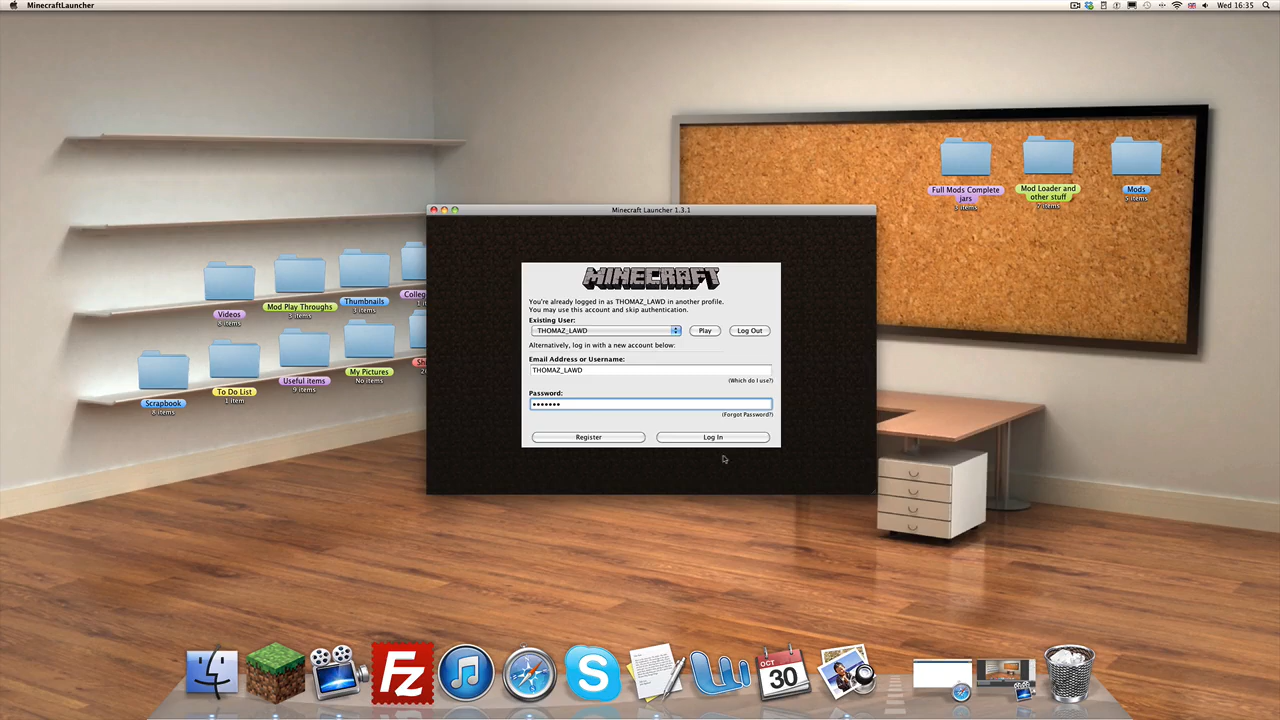 MinecraftLauncher
Wed 16:35
Full Mods Complete
jars
3 items
Mod Loader and
other stuff
7 items
Mods
5 items
Minecraft Launcher 1.3.1
MINECRAFT
You're already logged in as THOMAZ_LAWD in another profile.
You may use this account and skip authentication.
Existing User:
THOMAZ_LAWD
Play
Log Out
Alternatively, log in with a new account below:
Email Address or Username:
THOMAZ_LAWD
(Which do I use?)
Password:
•••••••
(Forgot Password?)
Register
Log In
Videos
8 items
Mod Play Throughs
3 items
Thumbnails
3 items
Scrapbook
8 items
To Do List
1 item
Useful items
9 items
My Pictures
No items
Fz
S
W
OCT
30